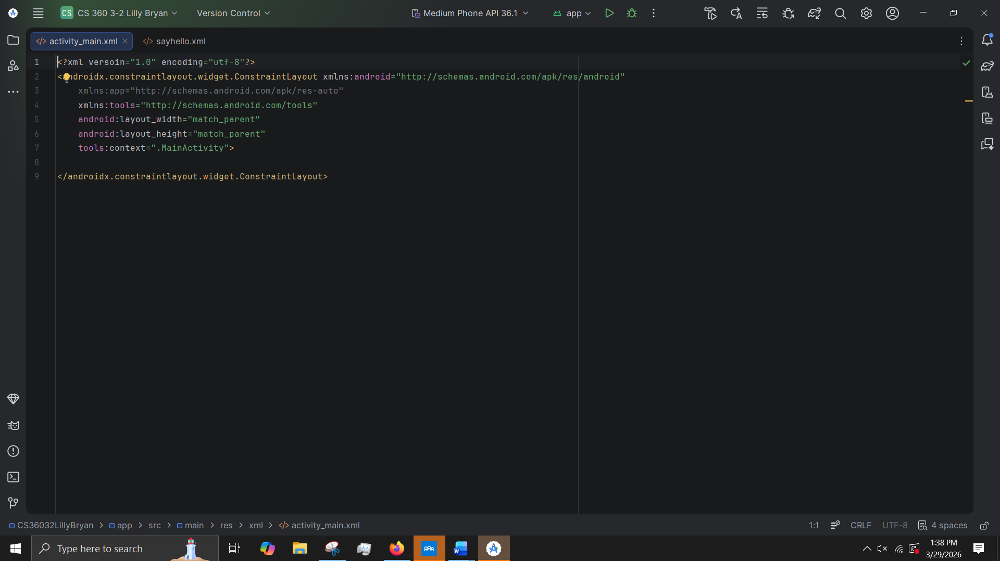 CS CS 360 3-2 Lilly Bryan Version Control Medium Phone API 36.1 app
activity_main.xml sayhello.xml
1 <?xml versoin="1.0" encoding="utf-8"?>
2 <androidx.constraintlayout.widget.ConstraintLayout xmlns:android="http://schemas.android.com/apk/res/android"
3 xmlns:app="http://schemas.android.com/apk/res-auto"
4 xmlns:tools="http://schemas.android.com/tools"
5 android:layout_width="match_parent"
6 android:layout_height="match_parent"
7 tools:context=".MainActivity">
8
9 </androidx.constraintlayout.widget.ConstraintLayout>
CS36032LillyBryan > app > src > main > res > xml > activity_main.xml 1:1 CRLF UTF-8 4 spaces
Type here to search
1:38 PM
3/29/2026